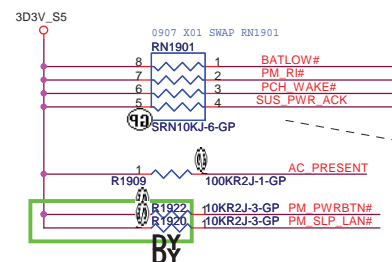 3D3V_S5
0907 X01 SWAP RN1901
RN1901
8 1 BATLOW#
7 2 PM_RI#
6 3 PCH_WAKE#
5 4 SUS_PWR_ACK
SRN10KJ-6-GP
1 AC_PRESENT
R1909 100KR2J-1-GP
R1922 1 10KR2J-3-GP PM_PWRBTN#
R1920 1 10KR2J-3-GP PM_SLP_LAN#
DY
DY